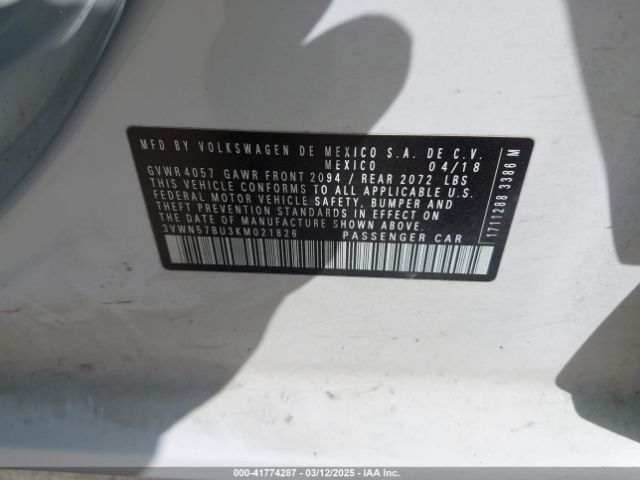 MFD BY VOLKSWAGEN DE MEXICO S.A. DE C.V.
MEXICO 04/18
GVWR 4057 GAWR FRONT 2094 / REAR 2072 LBS
THIS VEHICLE CONFORMS TO ALL APPLICABLE U.S.
FEDERAL MOTOR VEHICLE SAFETY, BUMPER AND
THEFT PREVENTION STANDARDS IN EFFECT ON
THE DATE OF MANUFACTURE SHOWN ABOVE.
3VWN57BU3KM021826 PASSENGER CAR
1711288 3386 M
000-41774287 - 03/12/2025 - IAA Inc.